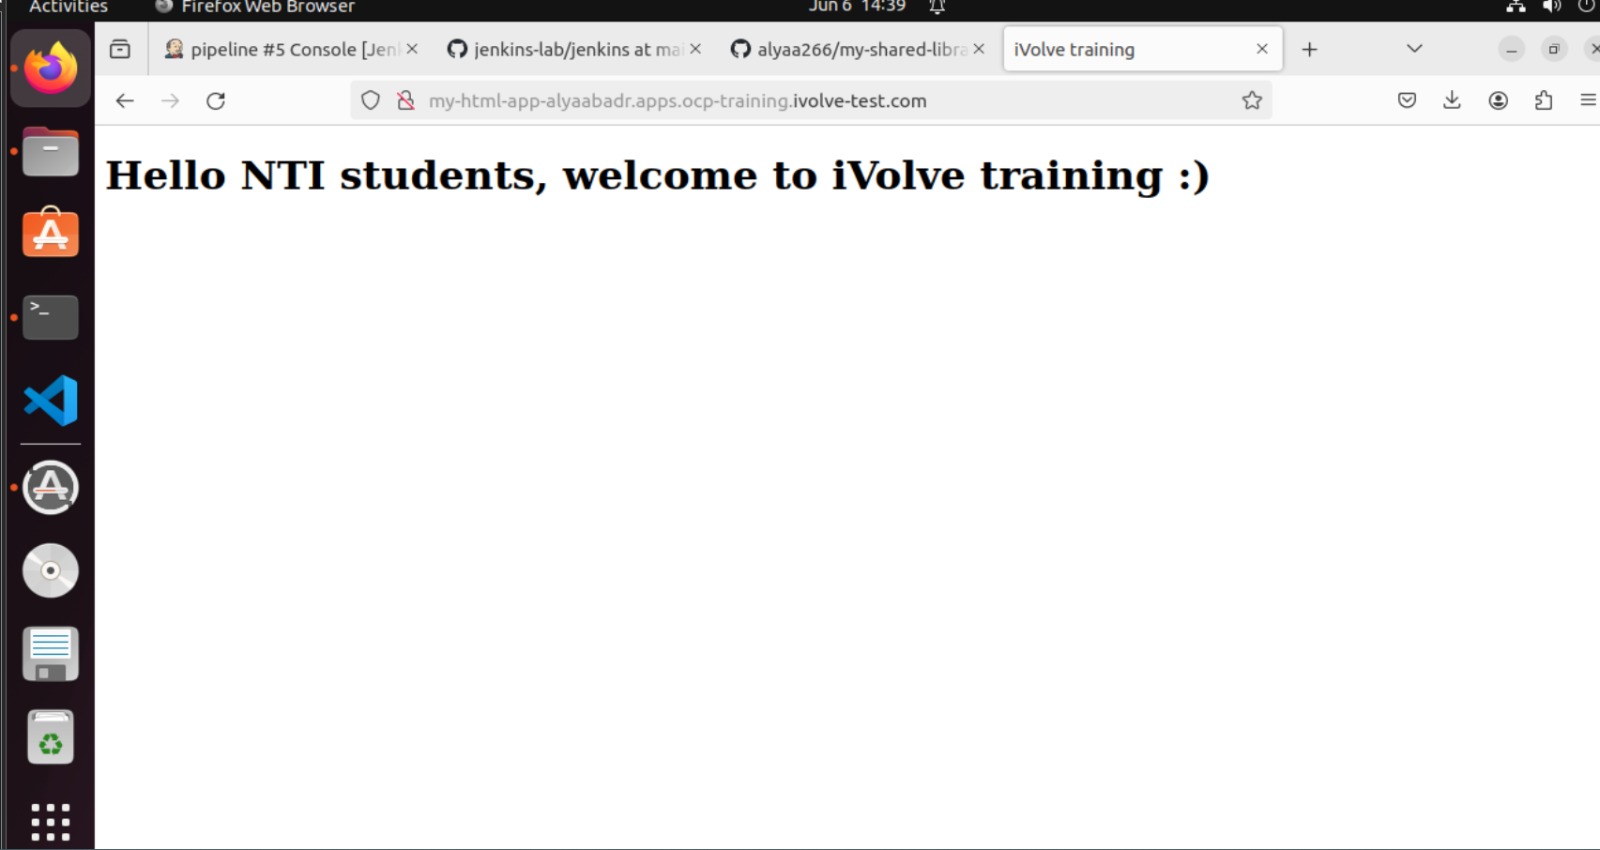 Activities Firefox Web Browser Jun 6 14:39
pipeline #5 Console [Jen jenkins-lab/jenkins at mai alyaa266/my-shared-libra iVolve training
my-html-app-alyaabadr.apps.ocp-training.ivolve-test.com
Hello NTI students, welcome to iVolve training :)